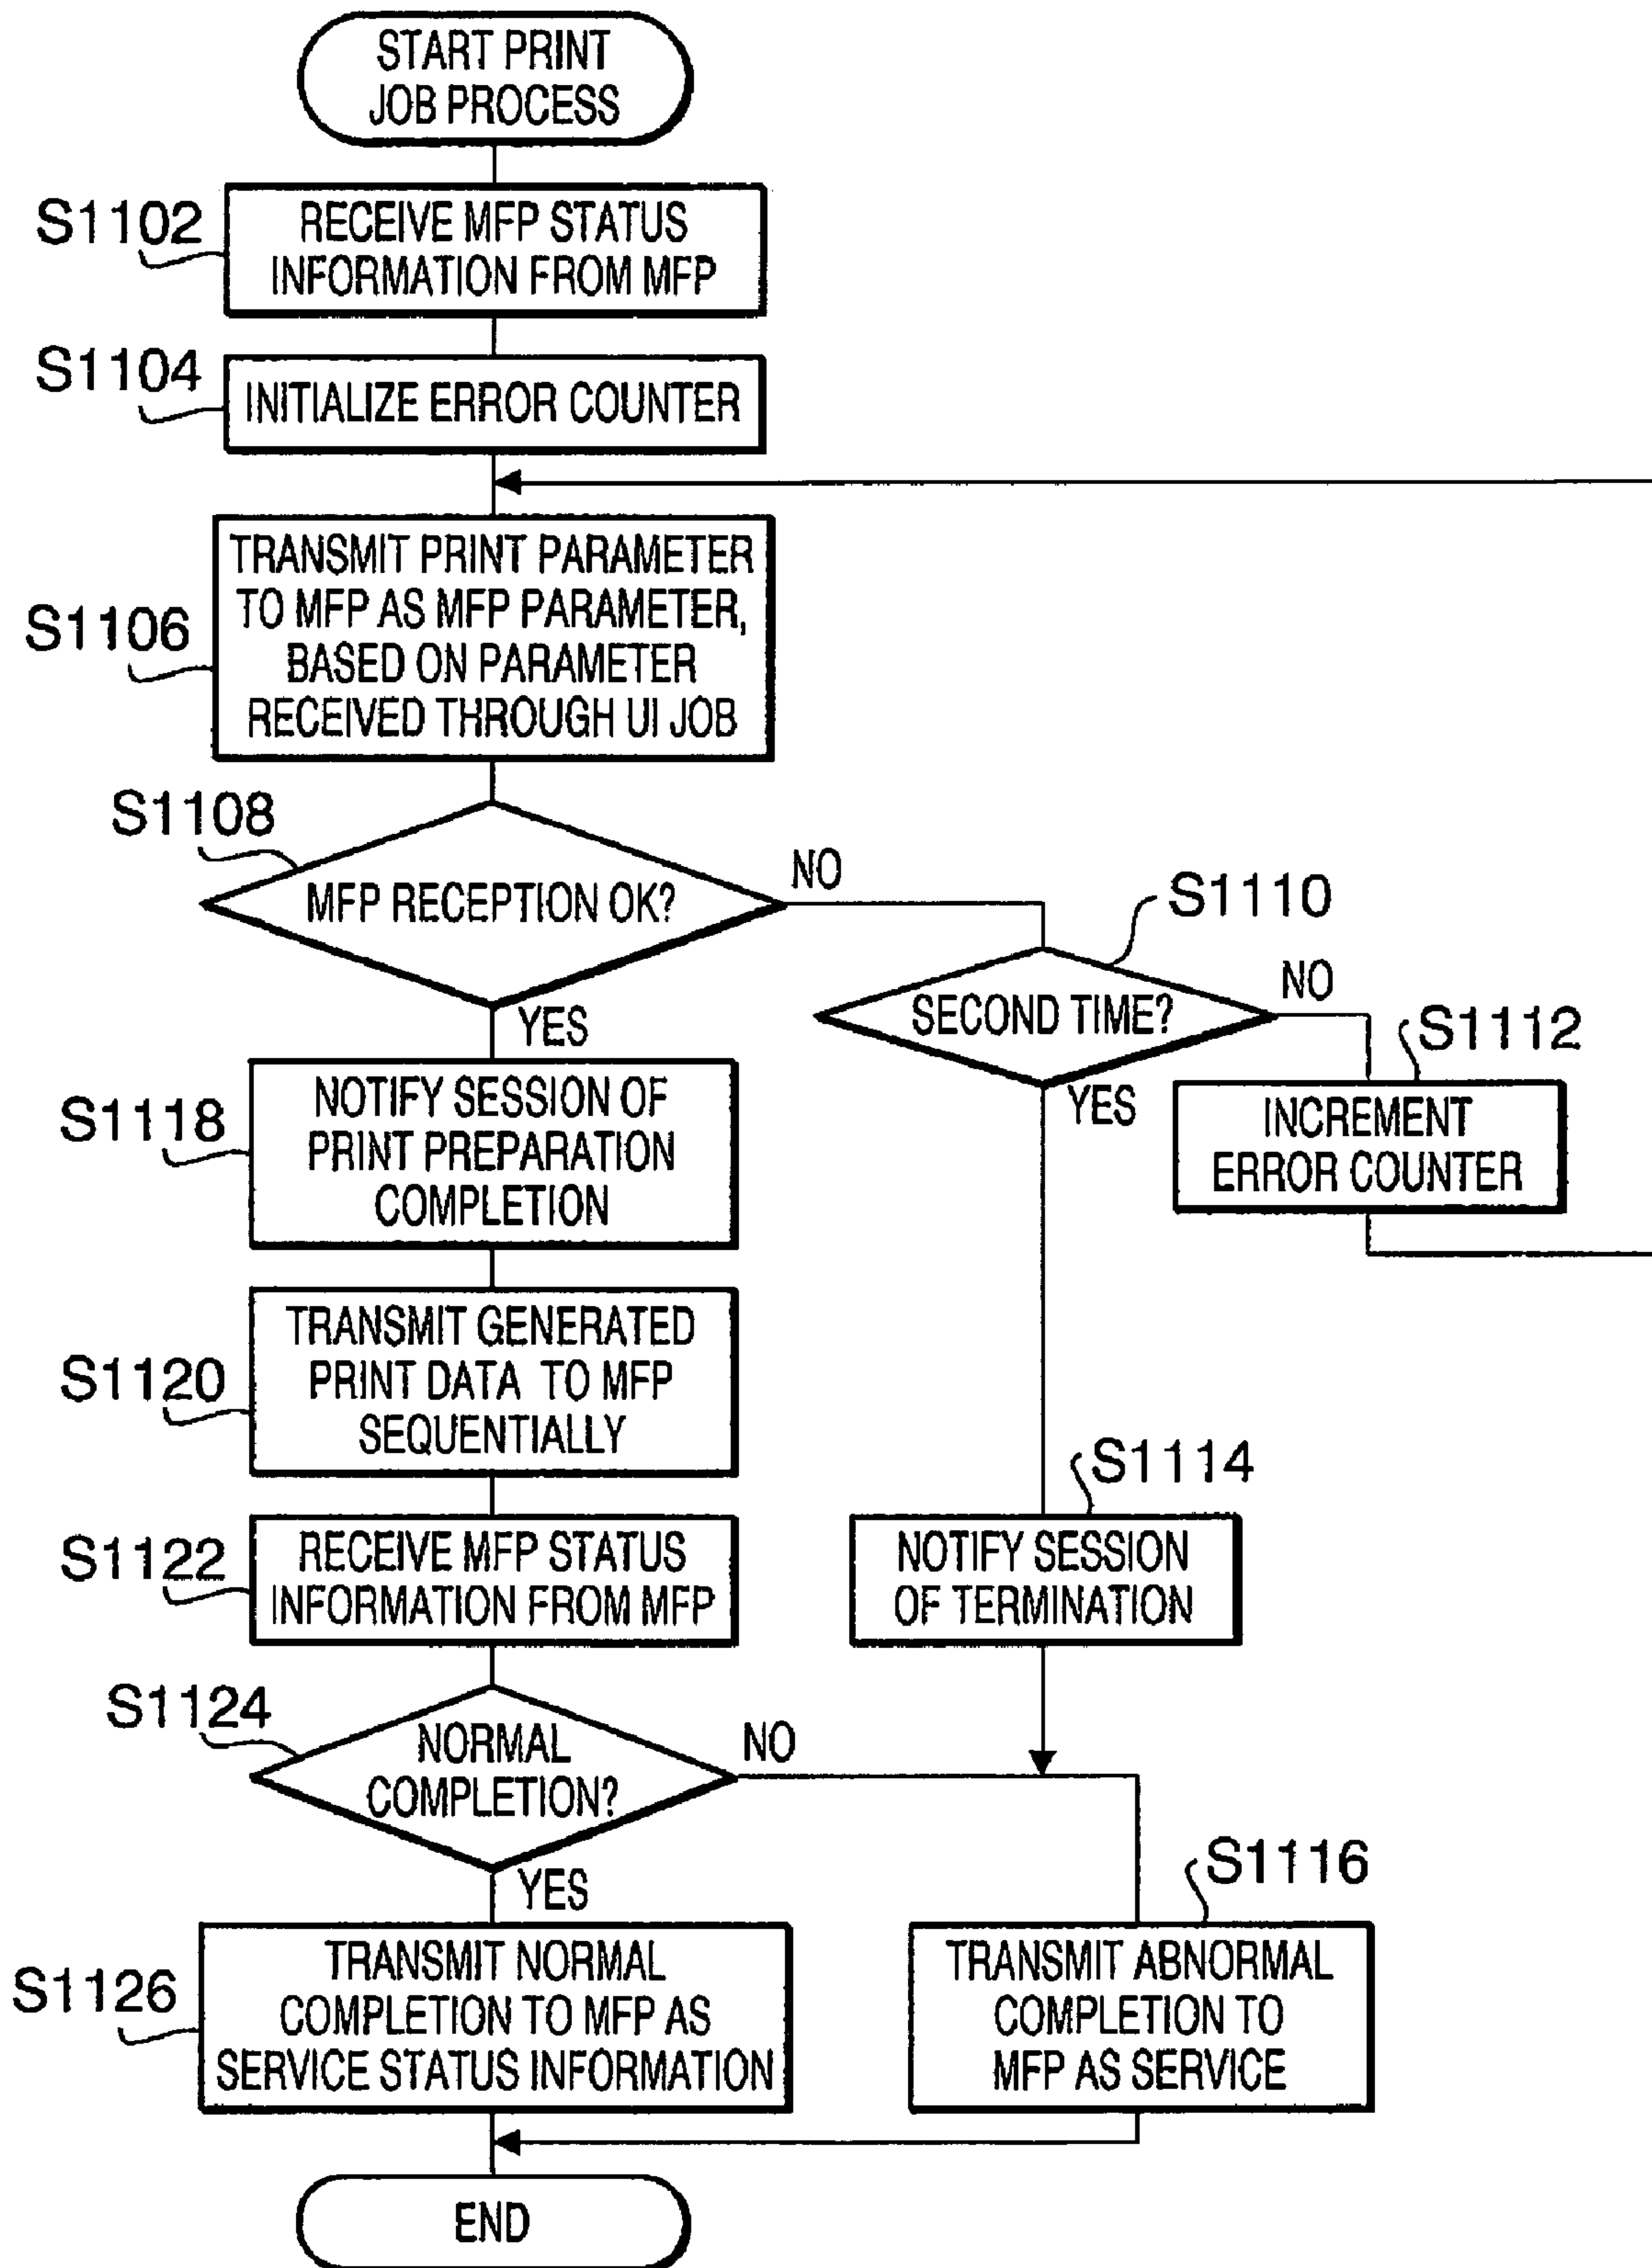 START PRINT
JOB PROCESS
S1102
RECEIVE MFP STATUS
INFORMATION FROM MFP
S1104
INITIALIZE ERROR COUNTER
S1106
TRANSMIT PRINT PARAMETER
TO MFP AS MFP PARAMETER,
BASED ON PARAMETER
RECEIVED THROUGH UI JOB
S1108
MFP RECEPTION OK?
NO
YES
S1110
SECOND TIME?
NO
YES
S1112
INCREMENT
ERROR COUNTER
S1118
NOTIFY SESSION OF
PRINT PREPARATION
COMPLETION
S1120
TRANSMIT GENERATED
PRINT DATA TO MFP
SEQUENTIALLY
S1114
NOTIFY SESSION
OF TERMINATION
S1122
RECEIVE MFP STATUS
INFORMATION FROM MFP
S1124
NORMAL
COMPLETION?
NO
YES
S1116
TRANSMIT ABNORMAL
COMPLETION TO
MFP AS SERVICE
S1126
TRANSMIT NORMAL
COMPLETION TO MFP AS
SERVICE STATUS INFORMATION
END